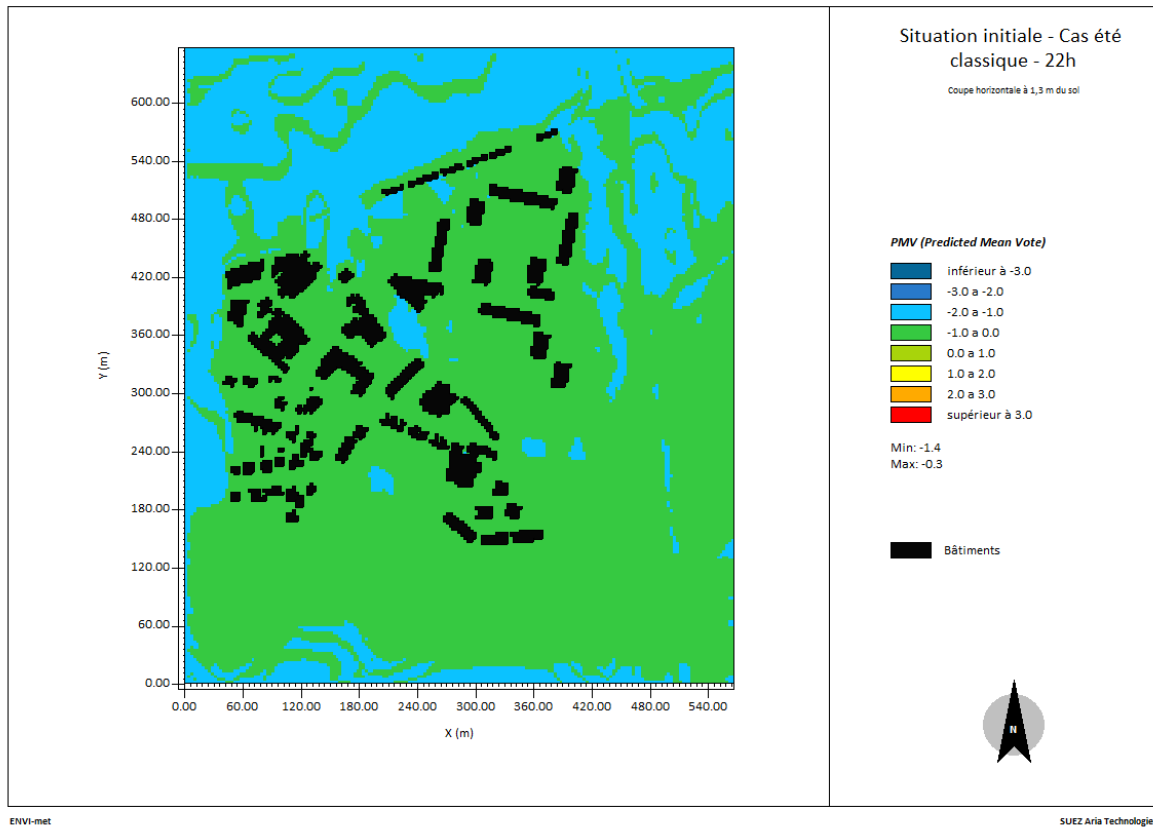 Situation initiale - Cas été
classique - 22h
Coupe horizontale à 1,3 m du sol
600.00
540.00
480.00
420.00
360.00
300.00
240.00
180.00
120.00
60.00
0.00
Y (m)
0.00 60.00 120.00 180.00 240.00 300.00 360.00 420.00 480.00 540.00
X (m)
PMV (Predicted Mean Vote)
inférieur à -3.0
-3.0 a -2.0
-2.0 a -1.0
-1.0 a 0.0
0.0 a 1.0
1.0 a 2.0
2.0 a 3.0
supérieur à 3.0
Min: -1.4
Max: -0.3
Bâtiments
N
ENVI-met
SUEZ Aria Technologie